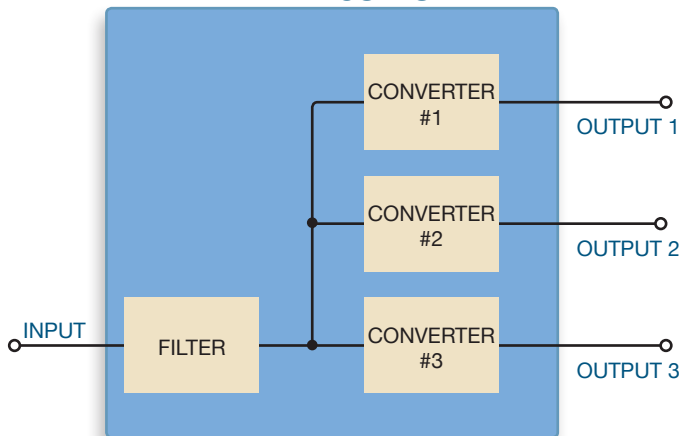 CONVERTER
#1
OUTPUT 1
CONVERTER
#2
OUTPUT 2
INPUT
FILTER
CONVERTER
#3
OUTPUT 3